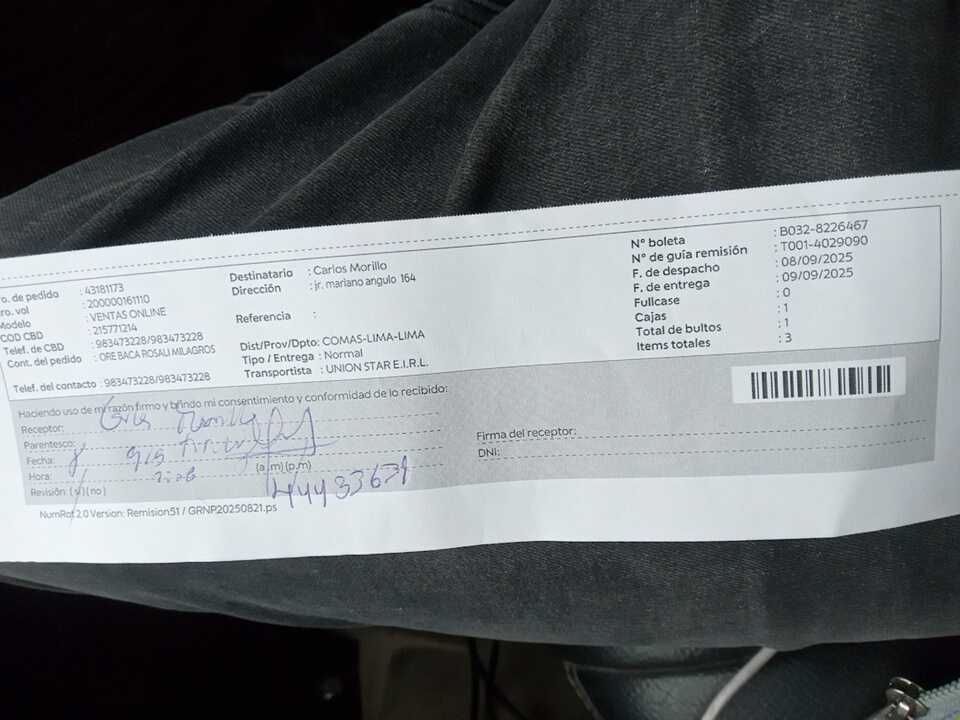 ro. de pedido : 43181173
ro. vol : 200000161110
Modelo : VENTAS ONLINE
COD CBD : 215771214
Telef. de CBD : 983473228/983473228
Cont. del pedido : ORE BACA ROSALI MILAGROS
Telef. del contacto : 983473228/983473228
Destinatario : Carlos Morillo
Dirección : jr. mariano angulo 164
Referencia :
Dist/Prov/Dpto: COMAS-LIMA-LIMA
Tipo / Entrega : Normal
Transportista : UNION STAR E.I.R.L.
N° boleta : B032-8226467
N° de guía remisión : T001-4029090
F. de despacho : 08/09/2025
F. de entrega : 09/09/2025
Fullcase : 0
Cajas : 1
Total de bultos : 1
Items totales : 3
Haciendo uso de mi razón firmo y brindo mi consentimiento y conformidad de lo recibido:
Receptor:
Parentesco:
Fecha:
Hora: (a,m)(p,m)
Revisión: (si)(no)
44433639
Firma del receptor:
DNI:
NumRot 2.0 Version: Remision51 / GRNP20250821.ps